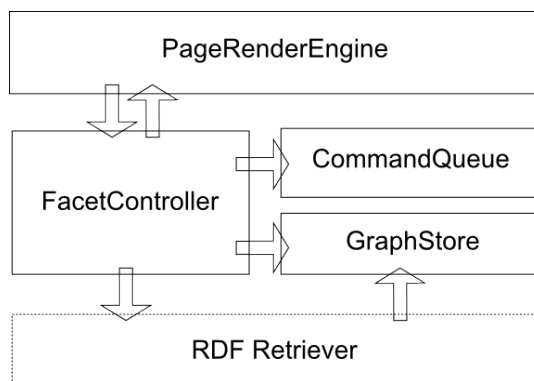 PageRenderEngine
CommandQueue
FacetController
GraphStore
RDF Retriever